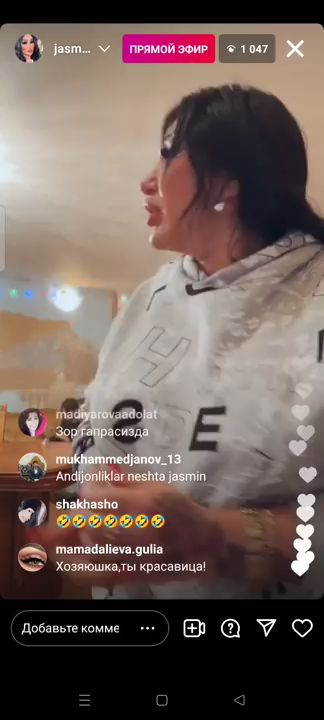 jasm...
ПРЯМОЙ ЭФИР
1 047
H
E
madiyarovaadolat
Зор гапрасизда
mukhammedjanov_13
Andijonliklar neshta jasmin
shakhasho
🤣🤣🤣🤣🤣🤣🤣
mamadalieva.gulia
Хозяюшка,ты красавица!
Добавьте комме